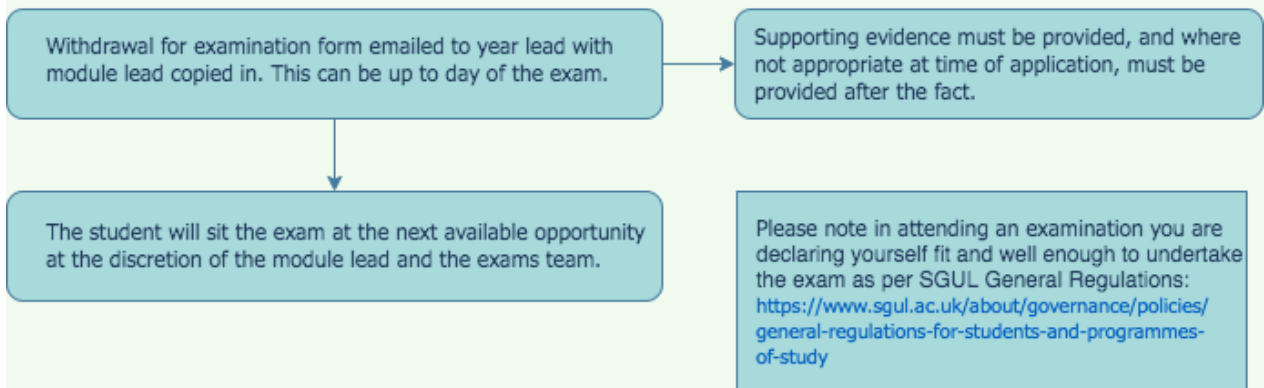 Withdrawal for examination form emailed to year lead with
module lead copied in. This can be up to day of the exam.
Supporting evidence must be provided, and where
not appropriate at time of application, must be
provided after the fact.
The student will sit the exam at the next available opportunity
at the discretion of the module lead and the exams team.
Please note in attending an examination you are
declaring yourself fit and well enough to undertake
the exam as per SGUL General Regulations:
https://www.sgul.ac.uk/about/governance/policies/
general-regulations-for-students-and-programmes-
of-study